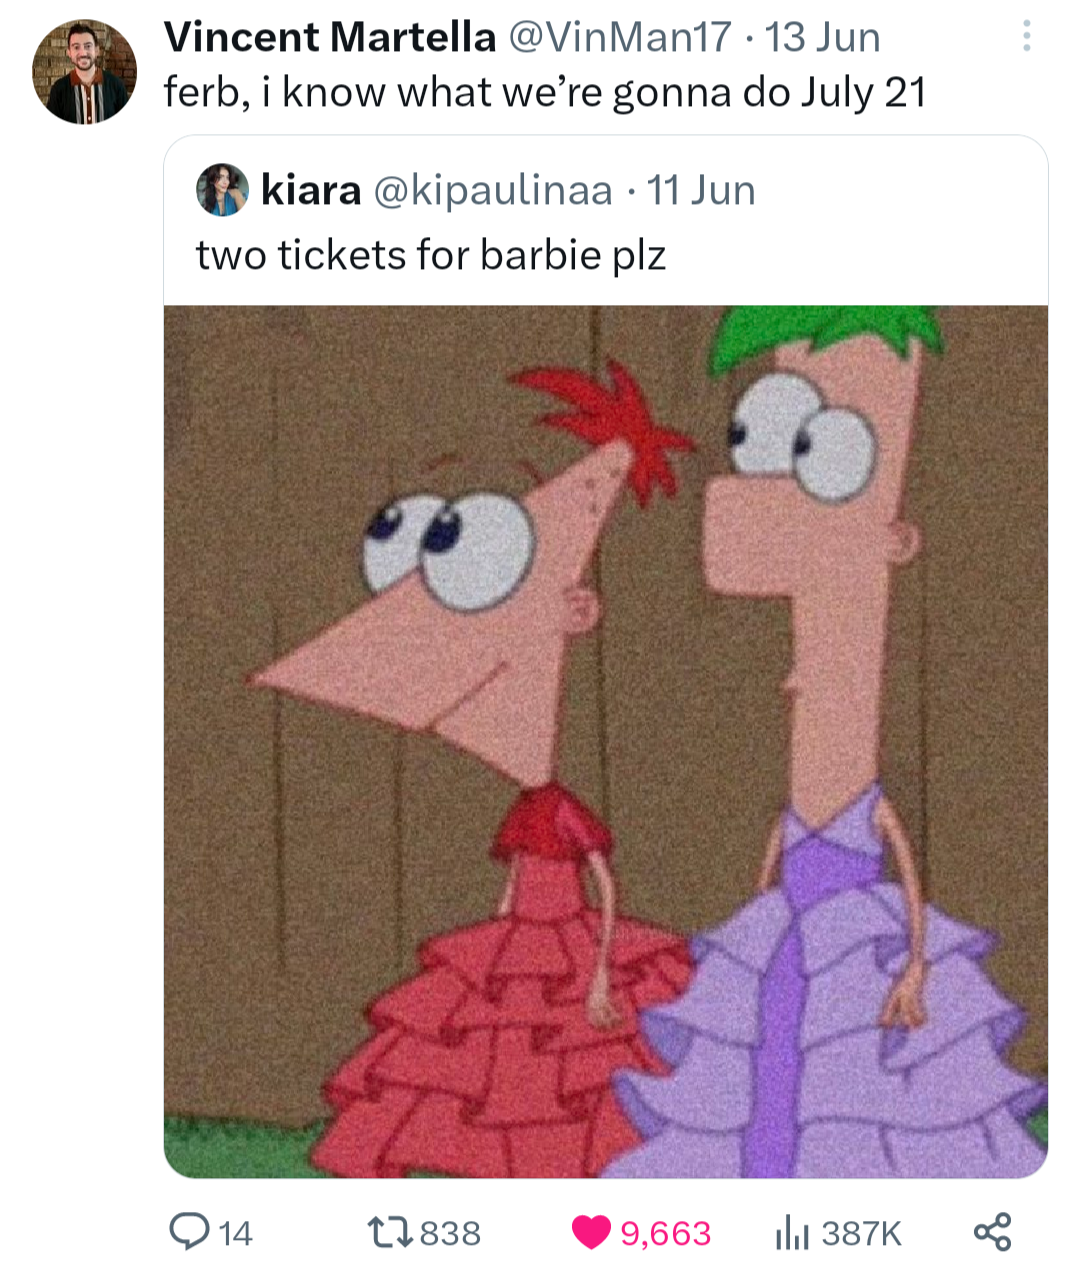 Vincent Martella @VinMan17 · 13 Jun
ferb, i know what we’re gonna do July 21
kiara @kipaulinaa · 11 Jun
two tickets for barbie plz
14 838 9,663 387K